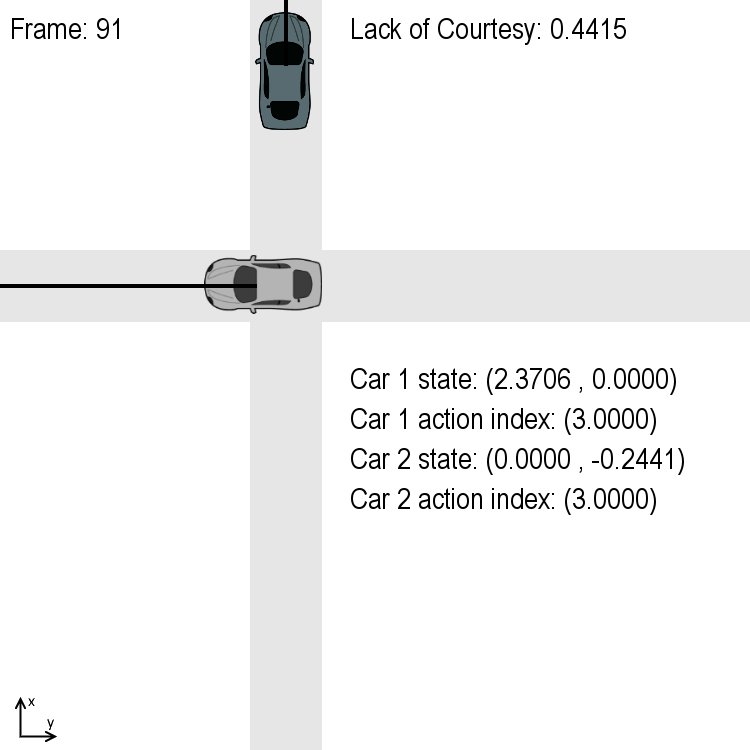 Frame: 91
Lack of Courtesy: 0.4415
Car 1 state: (2.3706 , 0.0000)
Car 1 action index: (3.0000)
Car 2 state: (0.0000 , -0.2441)
Car 2 action index: (3.0000)
x
y